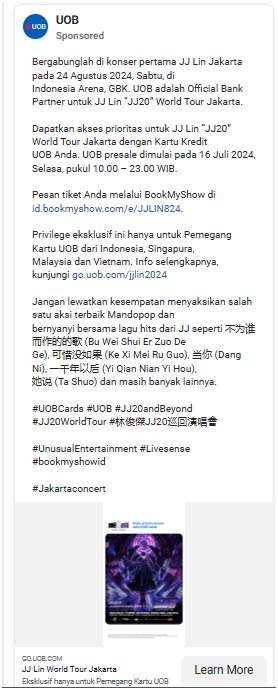 UOB
UOB
Sponsored
Bergabunglah di konser pertama JJ Lin Jakarta
pada 24 Agustus 2024, Sabtu, di
Indonesia Arena, GBK. UOB adalah Official Bank
Partner untuk JJ Lin “JJ20” World Tour Jakarta.
Dapatkan akses prioritas untuk JJ Lin “JJ20”
World Tour Jakarta dengan Kartu Kredit
UOB Anda. UOB presale dimulai pada 16 Juli 2024,
Selasa, pukul 10.00 – 23.00 WIB.
Pesan tiket Anda melalui BookMyShow di
id.bookmyshow.com/e/JJLIN824.
Privilege eksklusif ini hanya untuk Pemegang
Kartu UOB dari Indonesia, Singapura,
Malaysia dan Vietnam. Info selengkapnya,
kunjungi go.uob.com/jjlin2024
Jangan lewatkan kesempatan menyaksikan salah
satu aksi terbaik Mandopop dan
bernyanyi bersama lagu hits dari JJ seperti 不为谁
而作的的歌 (Bu Wei Shui Er Zuo De
Ge), 可惜没如果 (Ke Xi Mei Ru Guo), 当你 (Dang
Ni), 一千年以后 (Yi Qian Nian Yi Hou),
她说 (Ta Shuo) dan masih banyak lainnya.
#UOBCards #UOB #JJ20andBeyond
#JJ20WorldTour #林俊傑JJ20巡回演唱會
#UnusualEntertainment #Livesense
#bookmyshowid
#Jakartaconcert
GO.UOB.COM
JJ Lin World Tour Jakarta
Eksklusif hanya untuk Pemegang Kartu UOB
Learn More